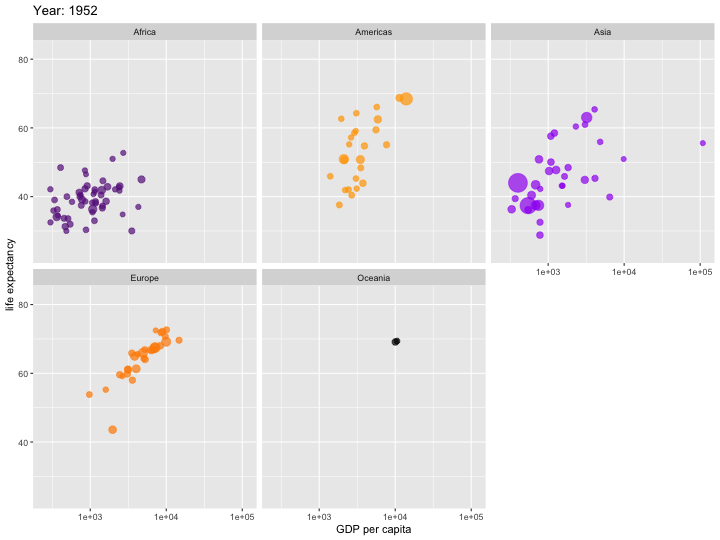 Year: 1952
Africa Americas Asia
80
60
40
1e+03 1e+04 1e+05
Europe Oceania
80
60
40
1e+03 1e+04 1e+05 1e+03 1e+04 1e+05
life expectancy
GDP per capita